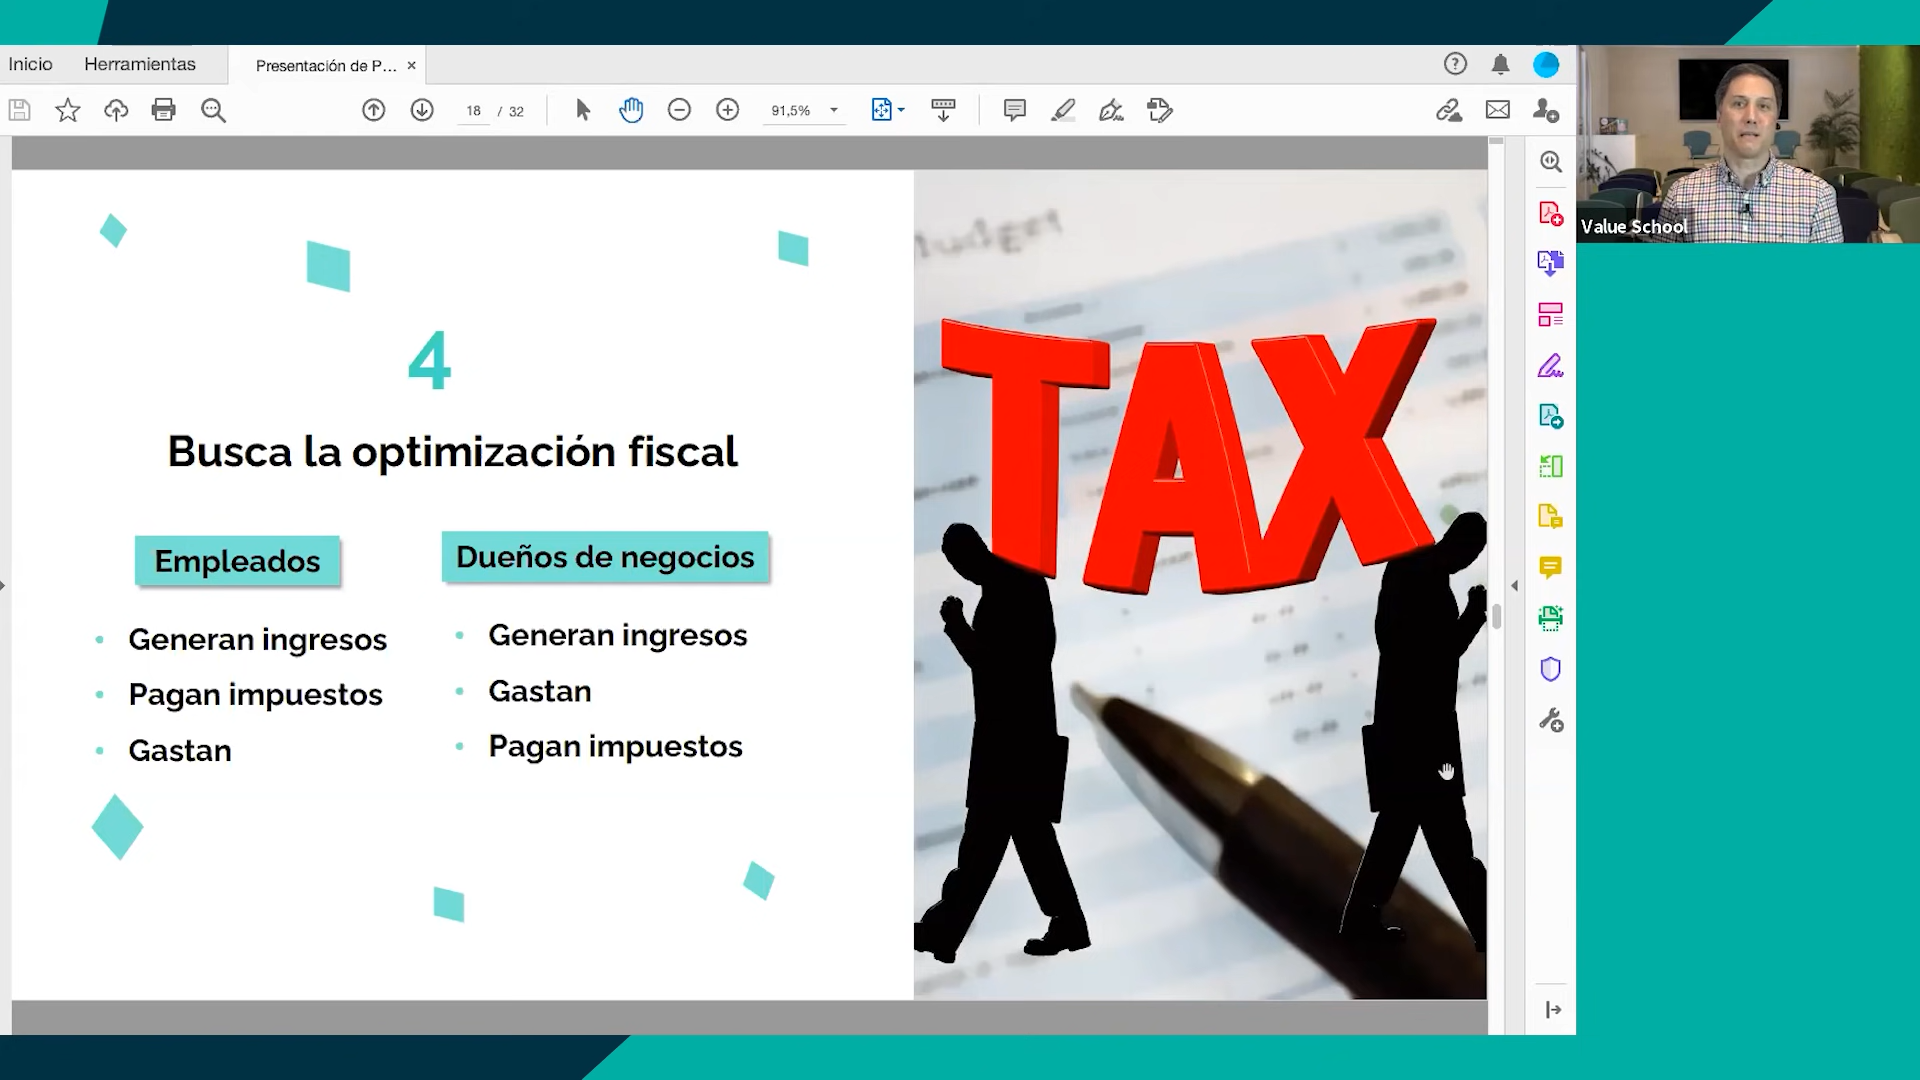 Inicio
Herramientas
Presentación de P... ×
18 / 32
91,5%
Value School
4
Busca la optimización fiscal
Empleados
Generan ingresos
Pagan impuestos
Gastan
Dueños de negocios
Generan ingresos
Gastan
Pagan impuestos
TAX